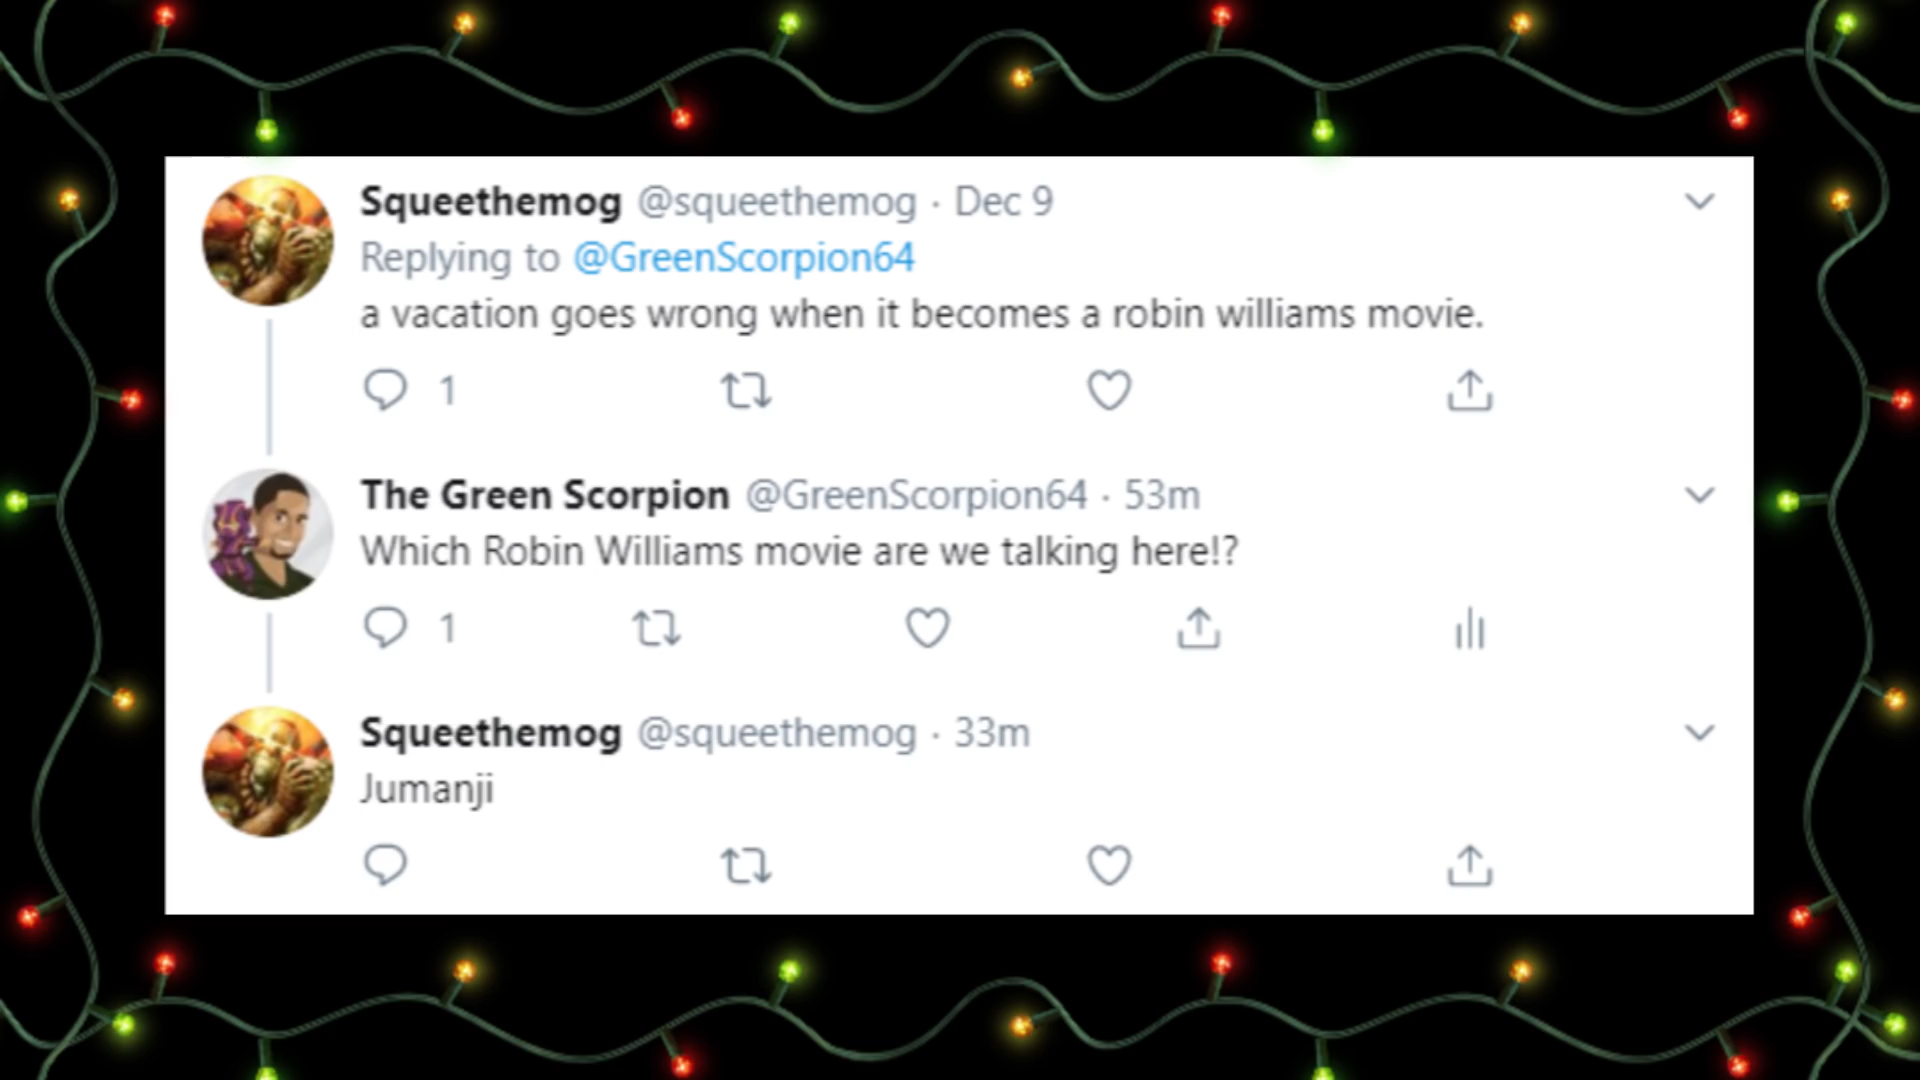 Squeethemog @squeethemog · Dec 9
Replying to @GreenScorpion64
a vacation goes wrong when it becomes a robin williams movie.
1
The Green Scorpion @GreenScorpion64 · 53m
Which Robin Williams movie are we talking here!?
1
Squeethemog @squeethemog · 33m
Jumanji